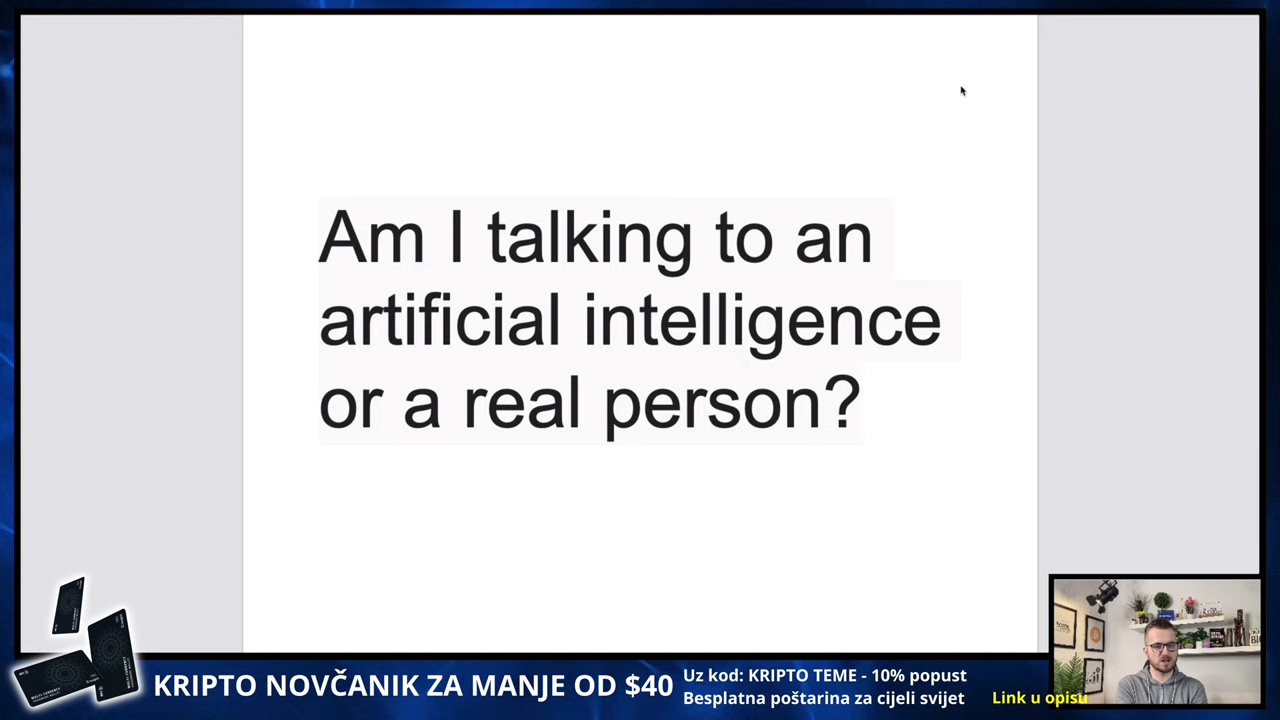 Am I talking to an
artificial intelligence
or a real person?
KRIPTO NOVČANIK ZA MANJE OD $40
Uz kod: KRIPTO TEME - 10% popust
Besplatna poštarina za cijeli svijet
Link u opisu